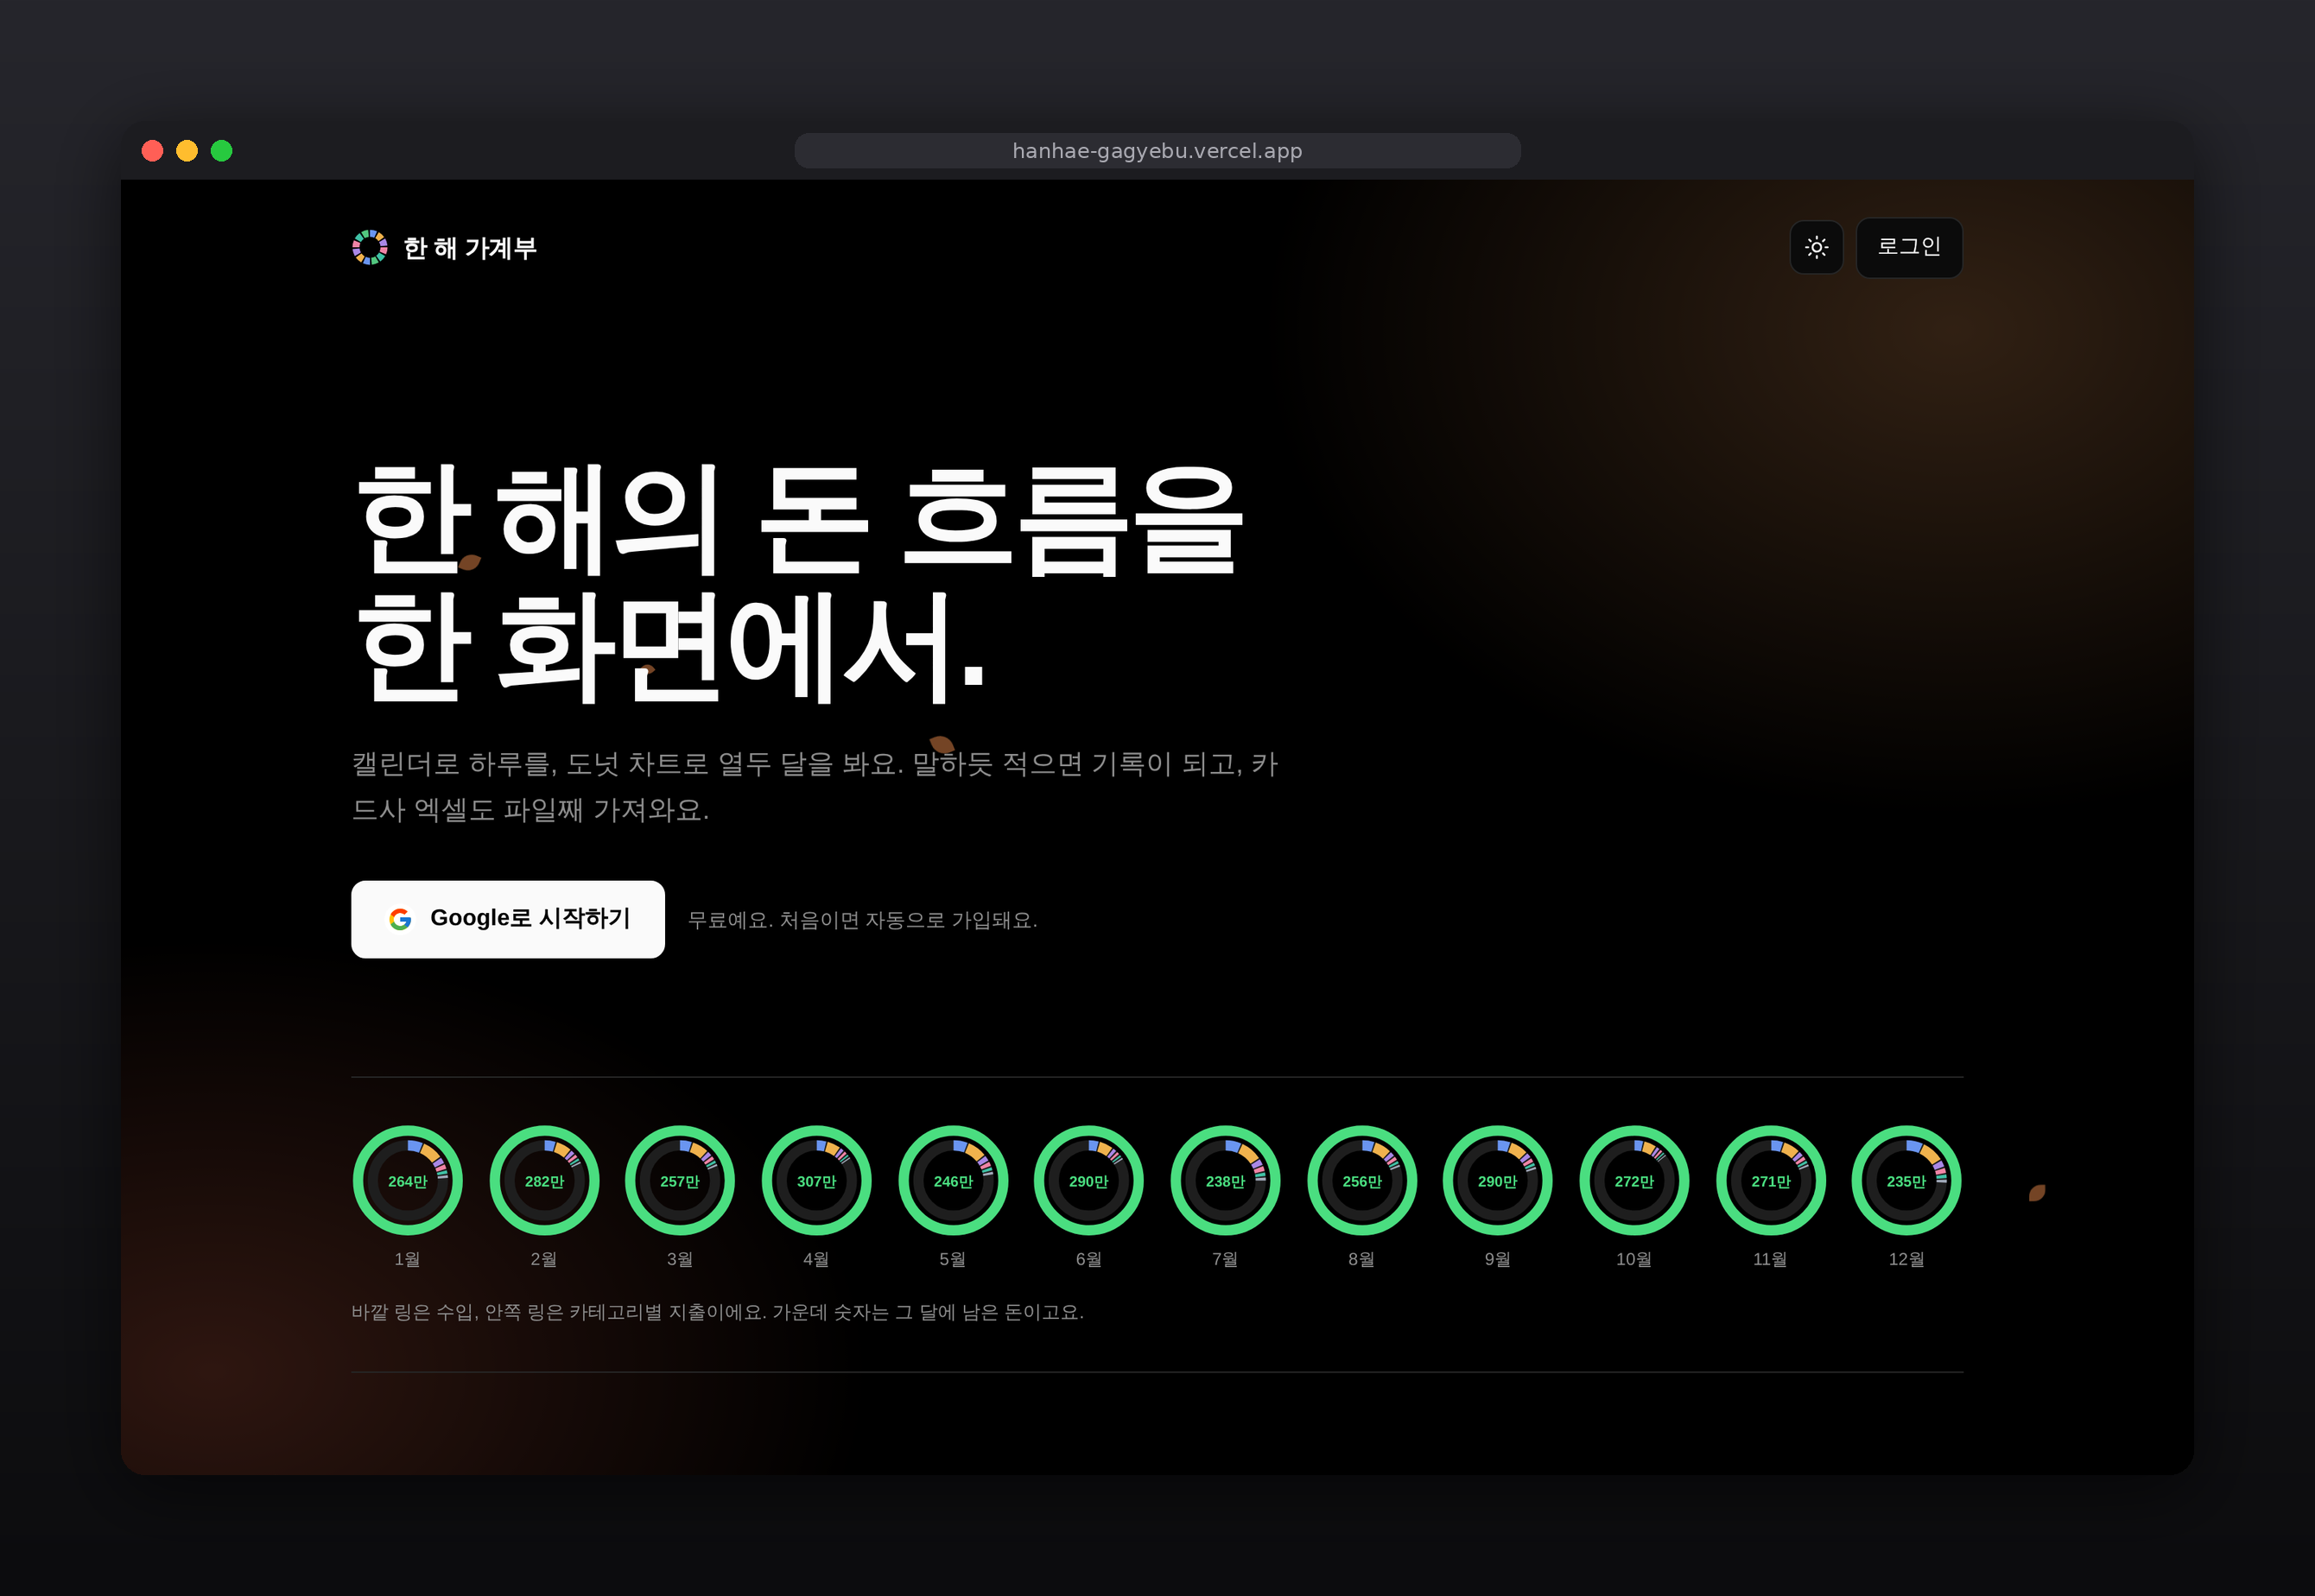 hanhae-gagyebu.vercel.app
한 해 가계부
로그인
한 해의 돈 흐름을
한 화면에서.
캘린더로 하루를, 도넛 차트로 열두 달을 봐요. 말하듯 적으면 기록이 되고, 카
드사 엑셀도 파일째 가져와요.
Google로 시작하기
무료예요. 처음이면 자동으로 가입돼요.
264만 282만 257만 307만 246만 290만 238만 256만 290만 272만 271만 235만
1월 2월 3월 4월 5월 6월 7월 8월 9월 10월 11월 12월
바깥 링은 수입, 안쪽 링은 카테고리별 지출이에요. 가운데 숫자는 그 달에 남은 돈이고요.